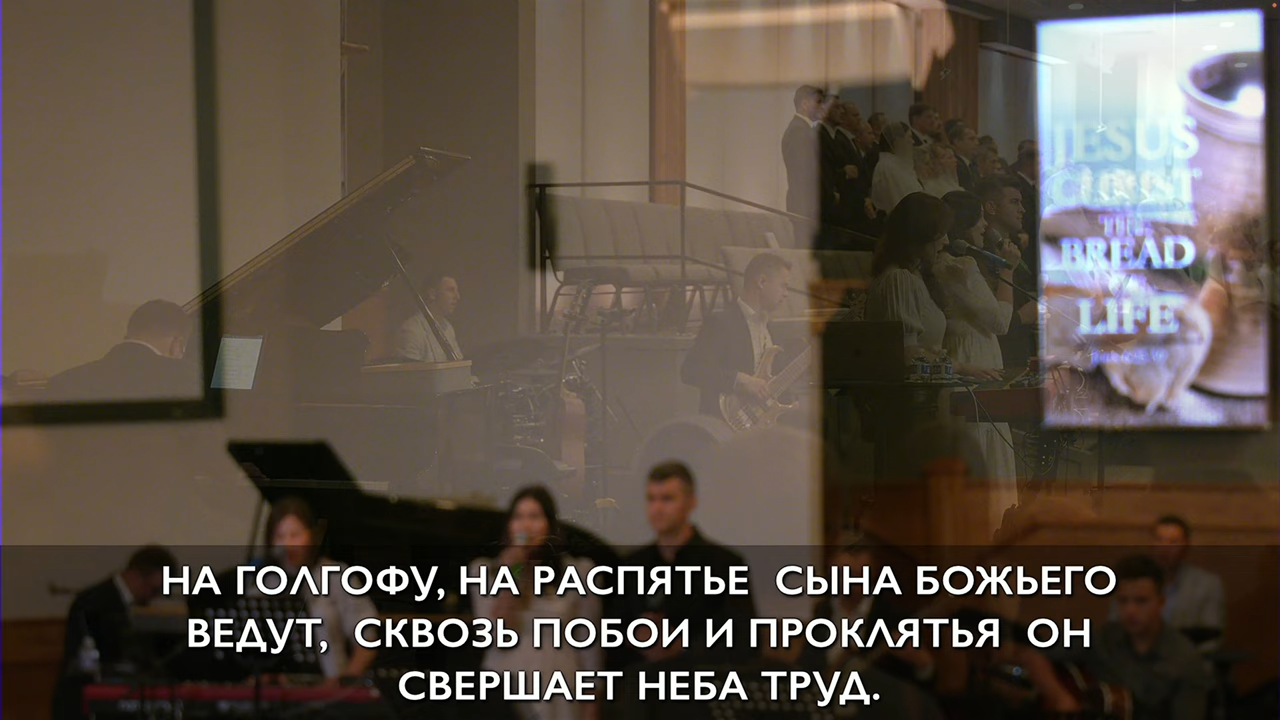 JESUS
CHRIST
THE
BREAD
LIFE
НА ГОЛГОФУ, НА РАСПЯТЬЕ СЫНА БОЖЬЕГО
ВЕДУТ, СКВОЗЬ ПОБОИ И ПРОКЛЯТЬЯ ОН
СВЕРШАЕТ НЕБА ТРУД.